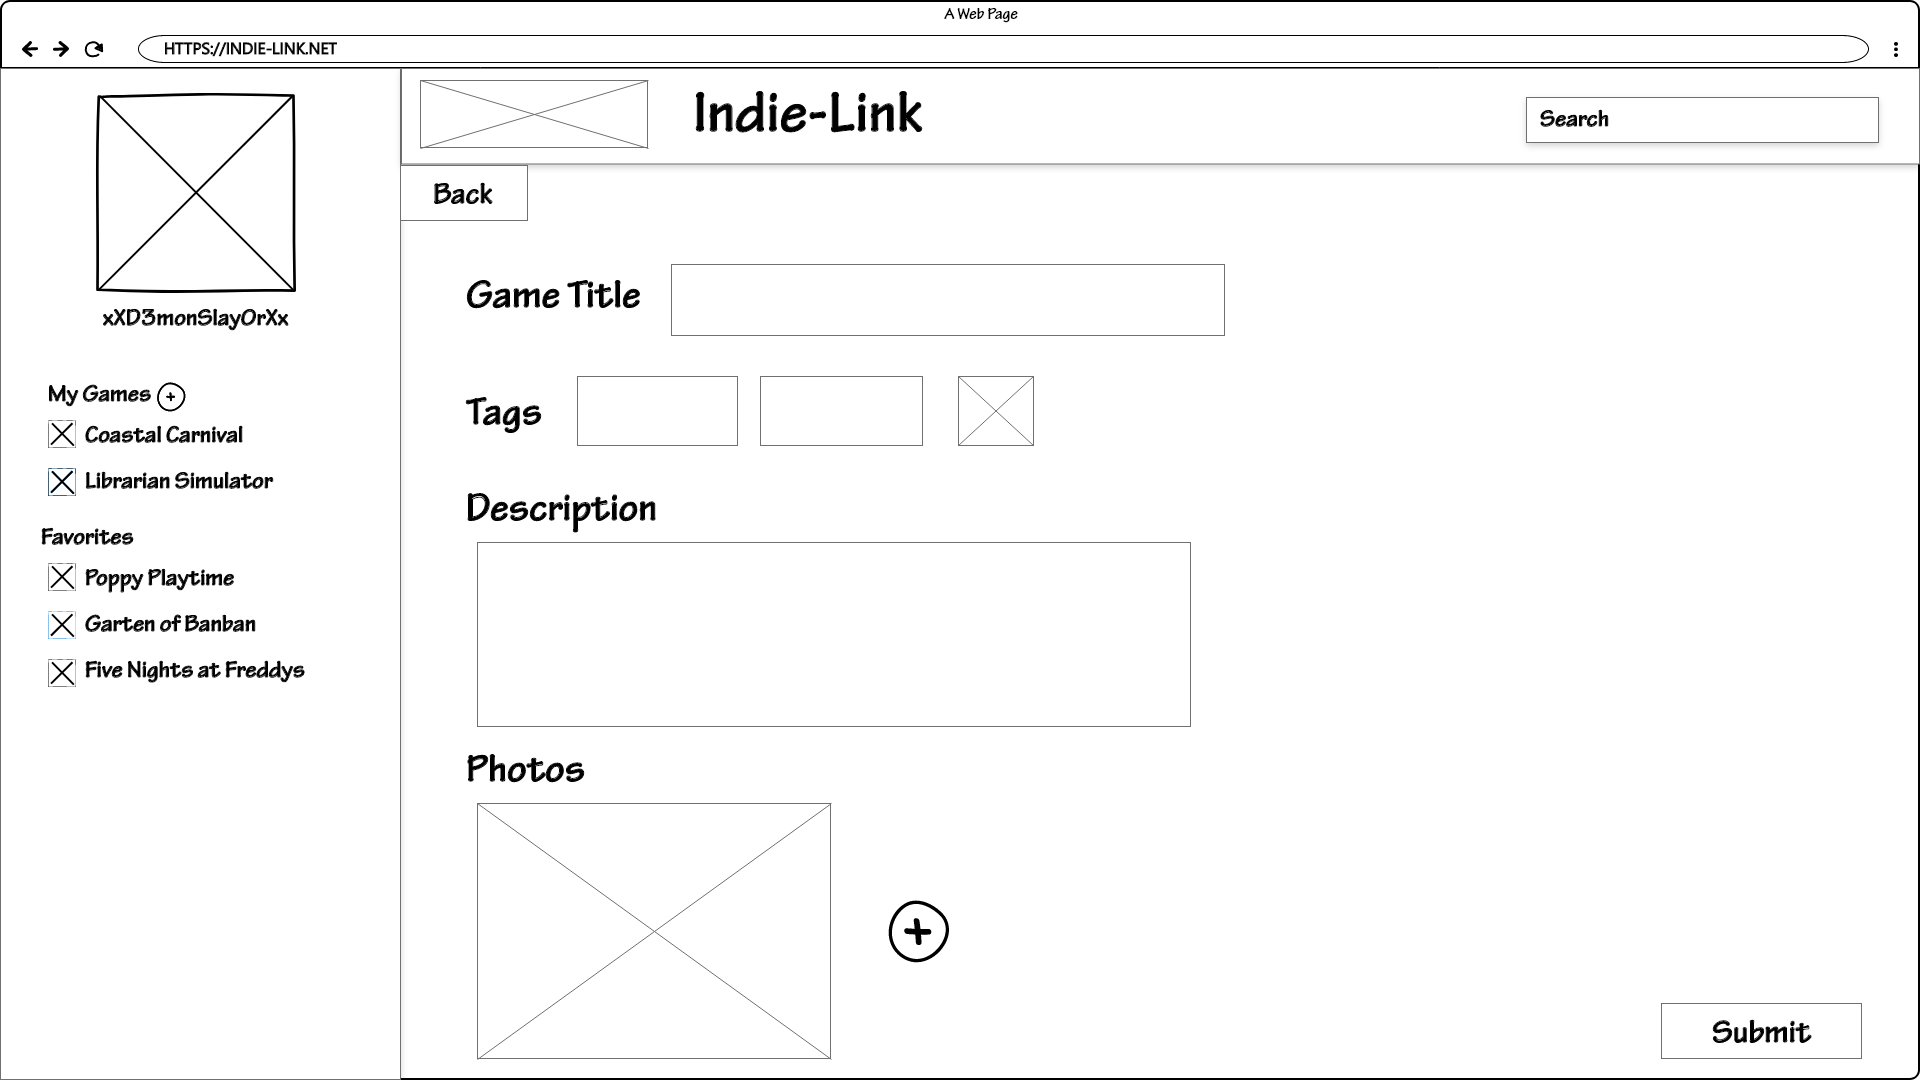 A Web Page
HTTPS://INDIE-LINK.NET
xXD3monSlayOrXx
My Games +
Coastal Carnival
Librarian Simulator
Favorites
Poppy Playtime
Garten of Banban
Five Nights at Freddys
Indie-Link
Search
Back
Game Title
Tags
Description
Photos
+
Submit